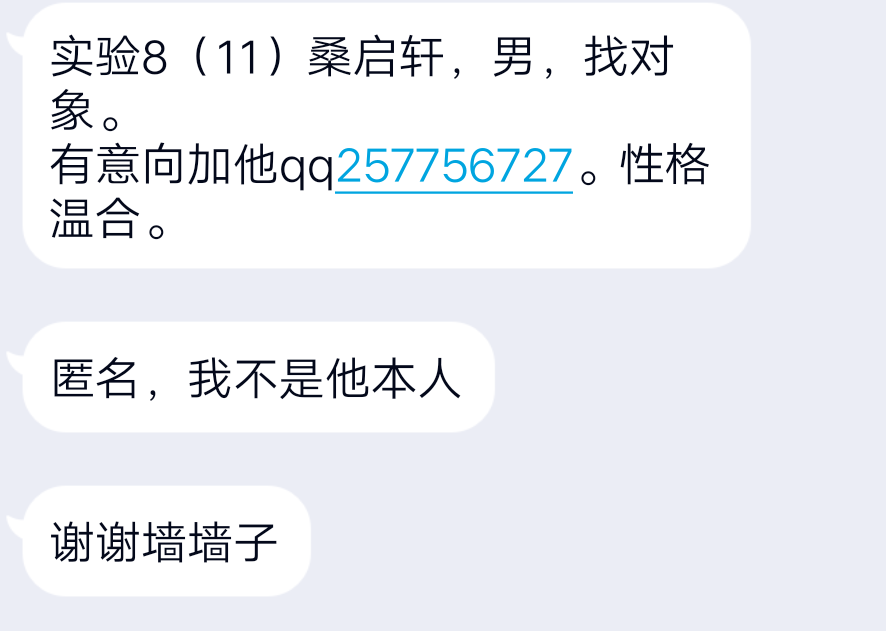 实验8（11）桑启轩，男，找对
象。
有意向加他qq257756727。性格
温合。
匿名，我不是他本人
谢谢墙墙子